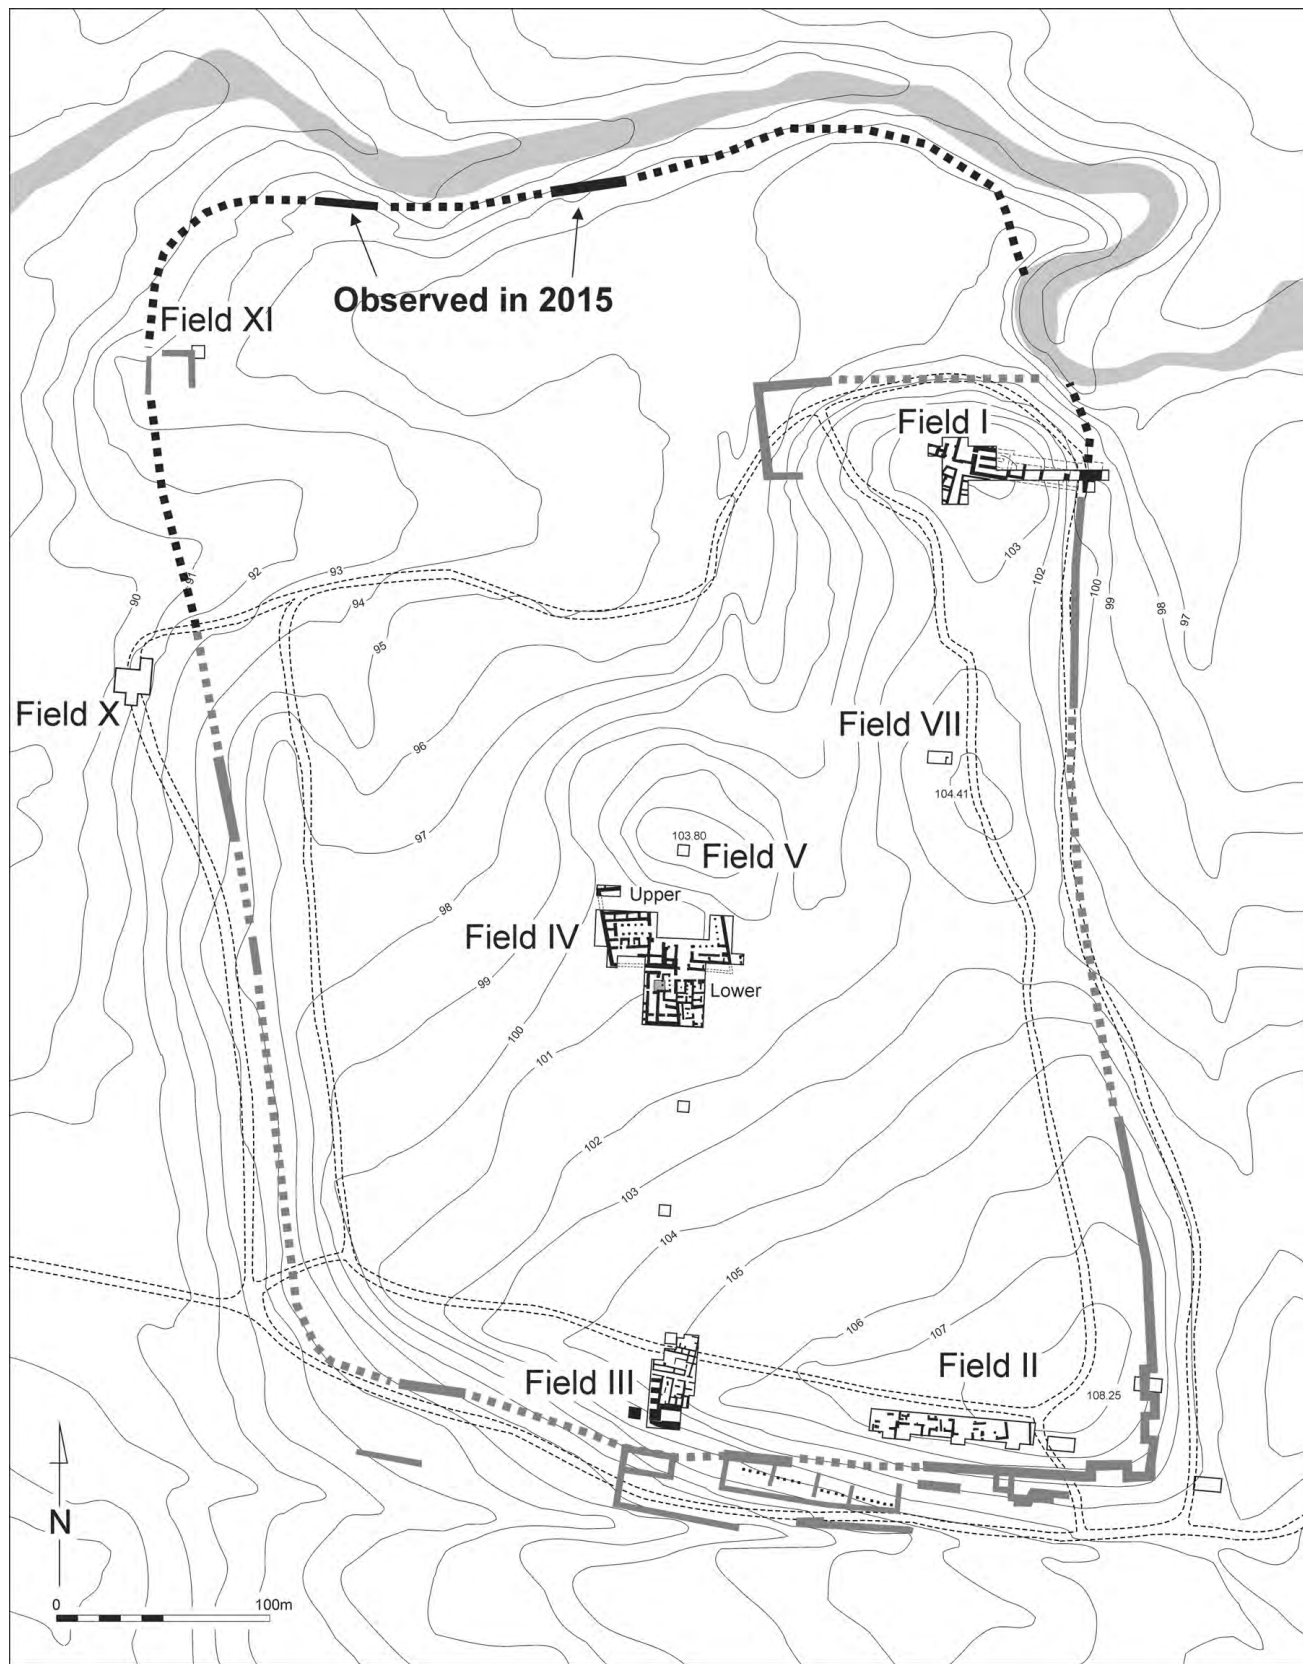 Observed in 2015
Field XI
Field I
103
102
100
99
98
97
90
91
92
93
94
95
Field X
96
Field VII
104.41
97
103.80
Field V
Upper
98
Field IV
99
Lower
100
101
102
103
104
105
106
107
Field II
Field III
108.25
N
0
100m